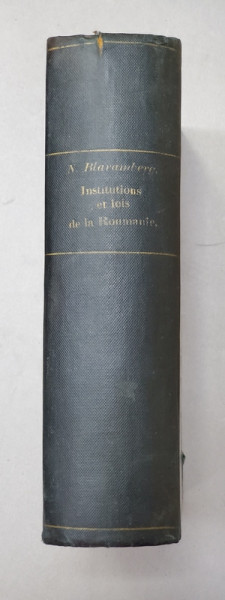 N. Blaramberg.
Institutions
et lois
de la Roumanie.